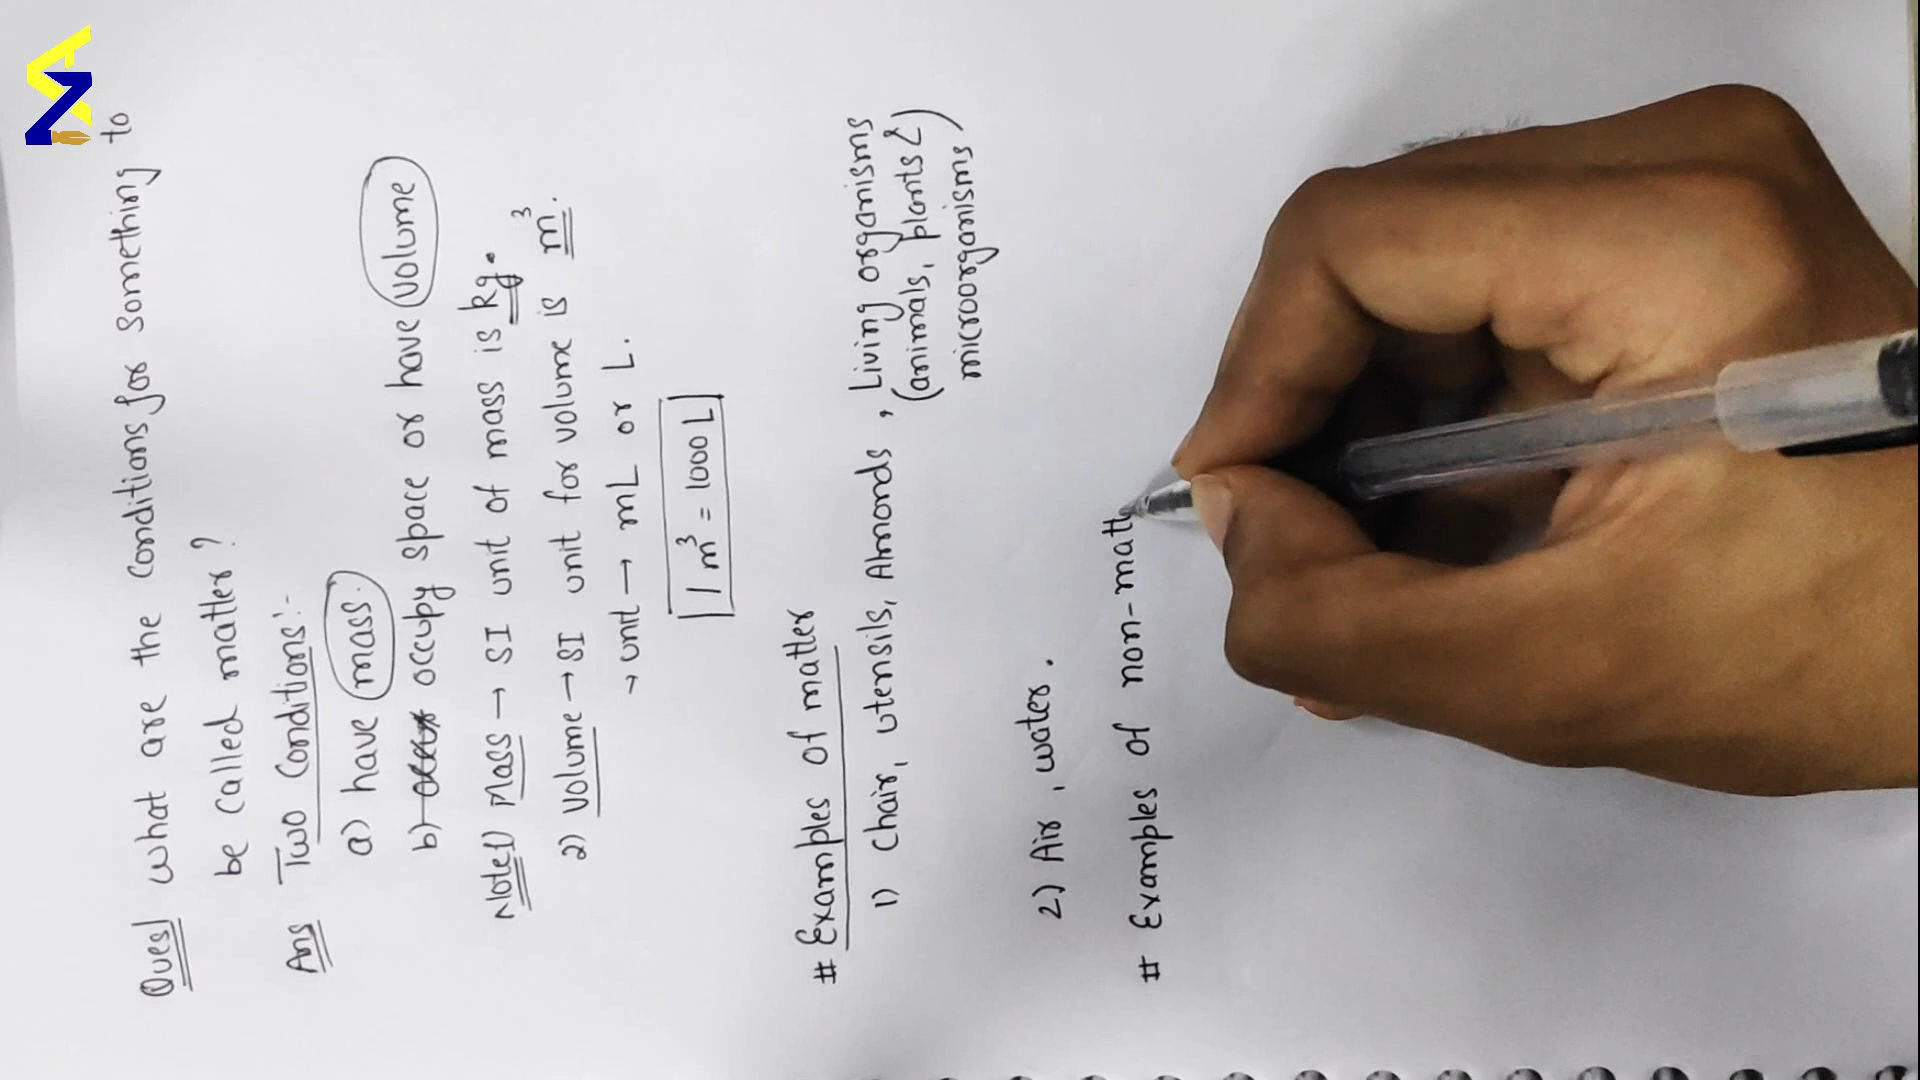 Ques] What are the conditions for something to
be called matter?
Ans Two Conditions:-
a) have mass.
b) occupy space or have volume
Note 1) Mass → SI unit of mass is kg.
2) Volume → SI unit for volume is m³.
→ unit → mL or L.
1 m³ = 1000 L
# Examples of matter
1) Chair, utensils, Almonds, Living organisms
(animals, plants &
microorganisms)
2) Air, water.
# Examples of non-matt